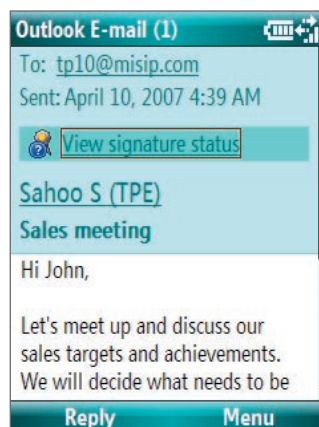 Outlook E-mail (1)
To: tp10@misip.com
Sent: April 10, 2007 4:39 AM
View signature status
Sahoo S (TPE)
Sales meeting
Hi John,
Let's meet up and discuss our
sales targets and achievements.
We will decide what needs to be
Reply Menu